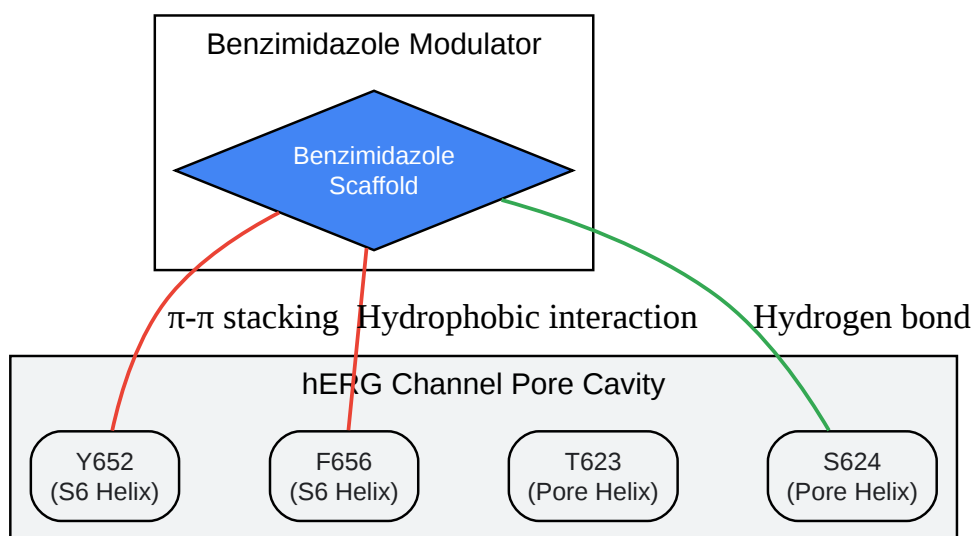 Benzimidazole Modulator
Benzimidazole
Scaffold
π-π stacking
Hydrophobic interaction
Hydrogen bond
hERG Channel Pore Cavity
Y652
(S6 Helix)
F656
(S6 Helix)
T623
(Pore Helix)
S624
(Pore Helix)